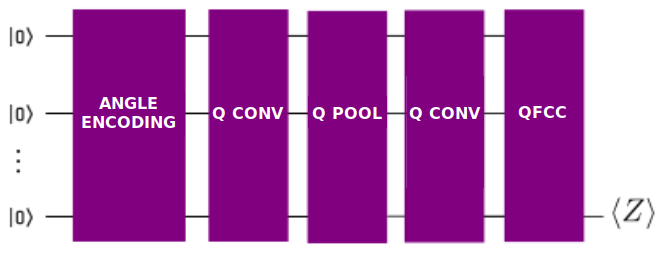 |0⟩
|0⟩
⋮
|0⟩
ANGLE
ENCODING
Q CONV
Q POOL
Q CONV
QFCC
⟨Z⟩